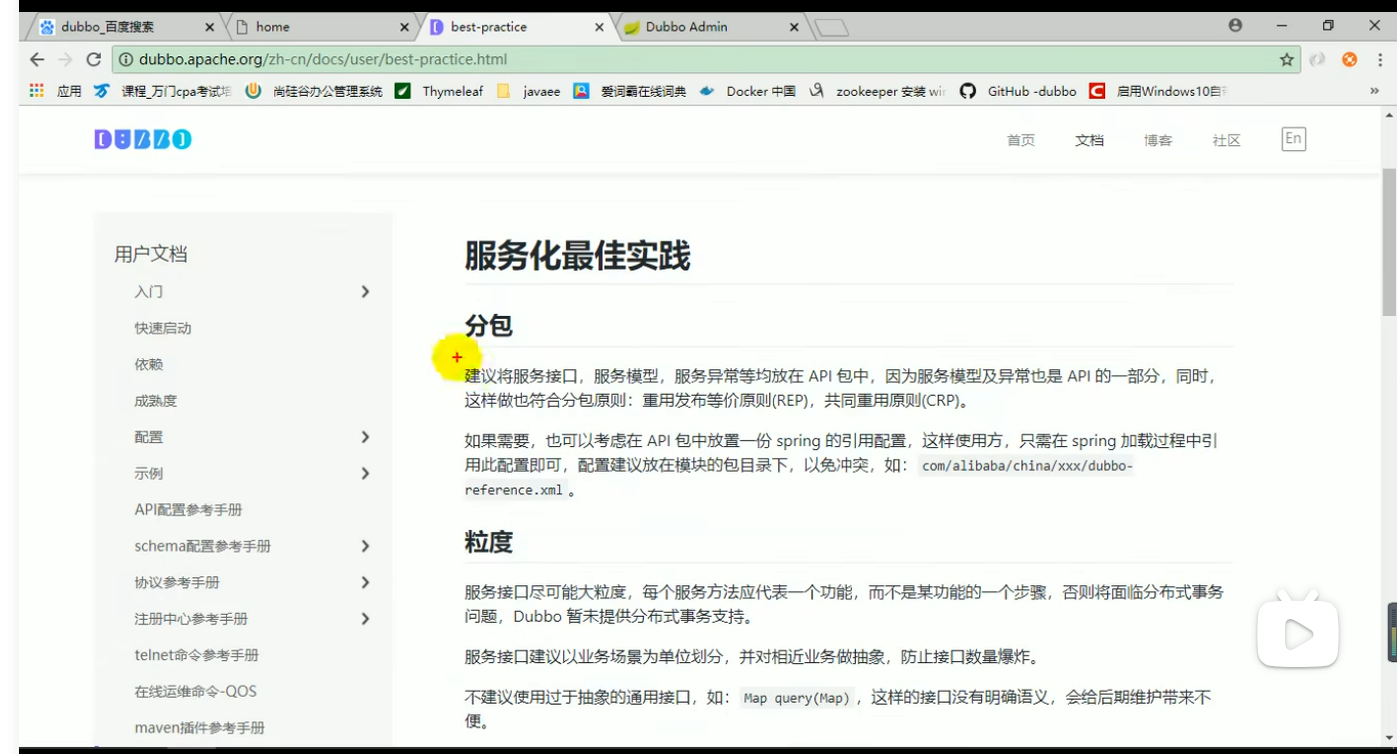 dubbo_百度搜索
home
best-practice
Dubbo Admin
dubbo.apache.org/zh-cn/docs/user/best-practice.html
应用
课程_万门cpa考试培
尚硅谷办公管理系统
Thymeleaf
javaee
爱词霸在线词典
Docker 中国
zookeeper 安装 win
GitHub -dubbo
启用Windows10自带
DUBBO
首页
文档
博客
社区
En
用户文档
入门
快速启动
依赖
成熟度
配置
示例
API配置参考手册
schema配置参考手册
协议参考手册
注册中心参考手册
telnet命令参考手册
在线运维命令-QOS
maven插件参考手册
服务化最佳实践
分包
建议将服务接口，服务模型，服务异常等均放在 API 包中，因为服务模型及异常也是 API 的一部分，同时，
这样做也符合分包原则：重用发布等价原则(REP)，共同重用原则(CRP)。
如果需要，也可以考虑在 API 包中放置一份 spring 的引用配置，这样使用方，只需在 spring 加载过程中引
用此配置即可，配置建议放在模块的包目录下，以免冲突，如： com/alibaba/china/xxx/dubbo-
reference.xml 。
粒度
服务接口尽可能大粒度，每个服务方法应代表一个功能，而不是某功能的一个步骤，否则将面临分布式事务
问题，Dubbo 暂未提供分布式事务支持。
服务接口建议以业务场景为单位划分，并对相近业务做抽象，防止接口数量爆炸。
不建议使用过于抽象的通用接口，如： Map query(Map) ，这样的接口没有明确语义，会给后期维护带来不
便。